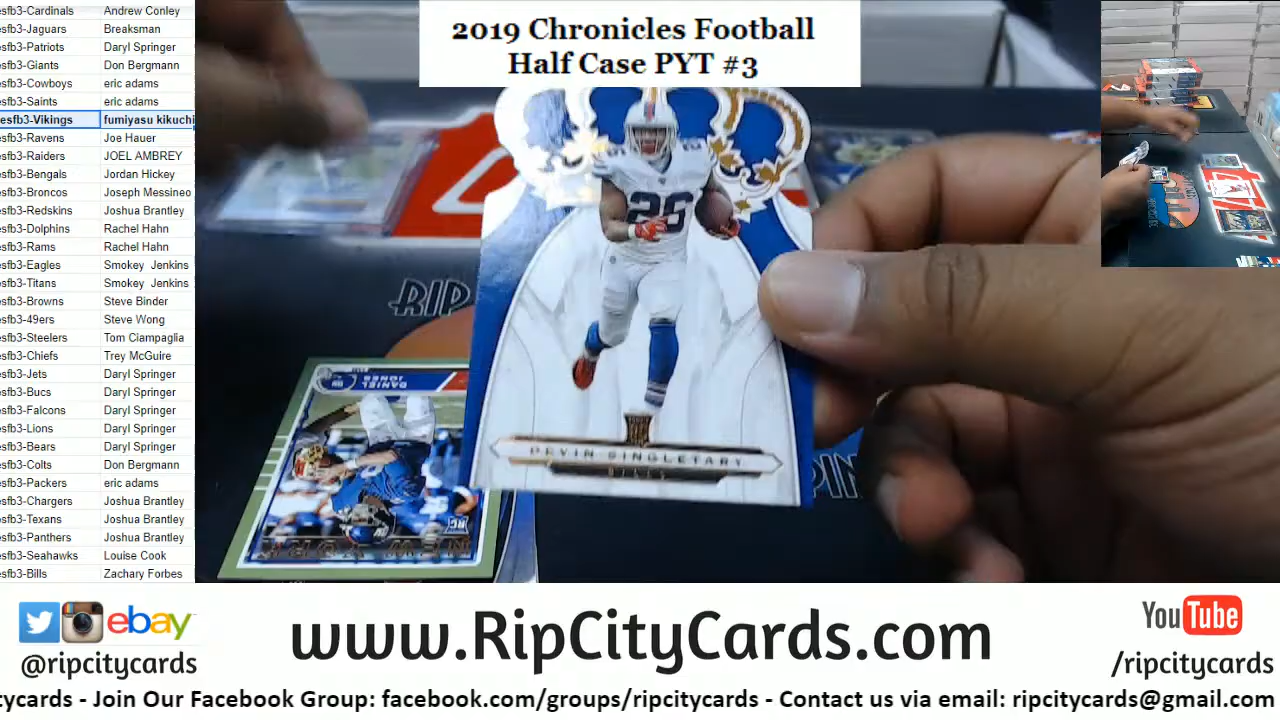 2019 Chronicles Football
Half Case PYT #3
esfb3-Cardinals Andrew Conley
esfb3-Jaguars Breaksman
esfb3-Patriots Daryl Springer
esfb3-Giants Don Bergmann
esfb3-Cowboys eric adams
esfb3-Saints eric adams
esfb3-Vikings fumiyasu kikuchi
esfb3-Ravens Joe Hauer
esfb3-Raiders JOEL AMBREY
esfb3-Bengals Jordan Hickey
esfb3-Broncos Joseph Messineo
esfb3-Redskins Joshua Brantley
esfb3-Dolphins Rachel Hahn
esfb3-Rams Rachel Hahn
esfb3-Eagles Smokey Jenkins
esfb3-Titans Smokey Jenkins
esfb3-Browns Steve Binder
esfb3-49ers Steve Wong
esfb3-Steelers Tom Ciampaglia
esfb3-Chiefs Trey McGuire
esfb3-Jets Daryl Springer
esfb3-Bucs Daryl Springer
esfb3-Falcons Daryl Springer
esfb3-Lions Daryl Springer
esfb3-Bears Daryl Springer
esfb3-Colts Don Bergmann
esfb3-Packers eric adams
esfb3-Chargers Joshua Brantley
esfb3-Texans Joshua Brantley
esfb3-Panthers Joshua Brantley
esfb3-Seahawks Louise Cook
esfb3-Bills Zachary Forbes
26
RIP
DEVIN SINGLETARY
BILLS
DANIEL
JONES
QB
RC
NEW YORK
ebay
@ripcitycards
www.RipCityCards.com
YouTube
/ripcitycards
tycards - Join Our Facebook Group: facebook.com/groups/ripcitycards - Contact us via email: ripcitycards@gmail.com